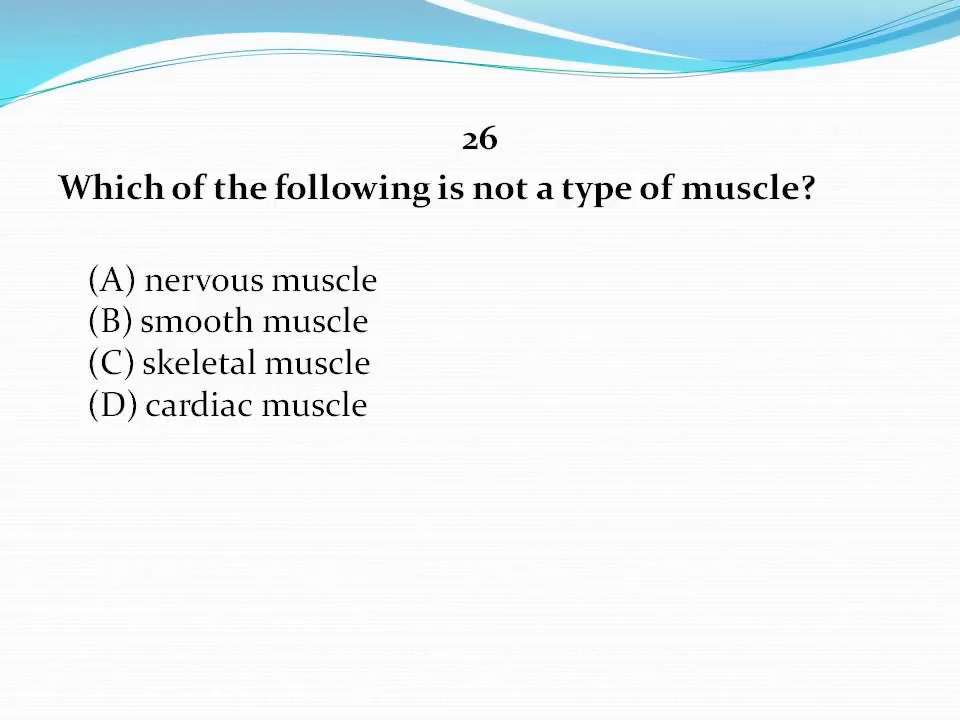 26
Which of the following is not a type of muscle?
(A) nervous muscle
(B) smooth muscle
(C) skeletal muscle
(D) cardiac muscle